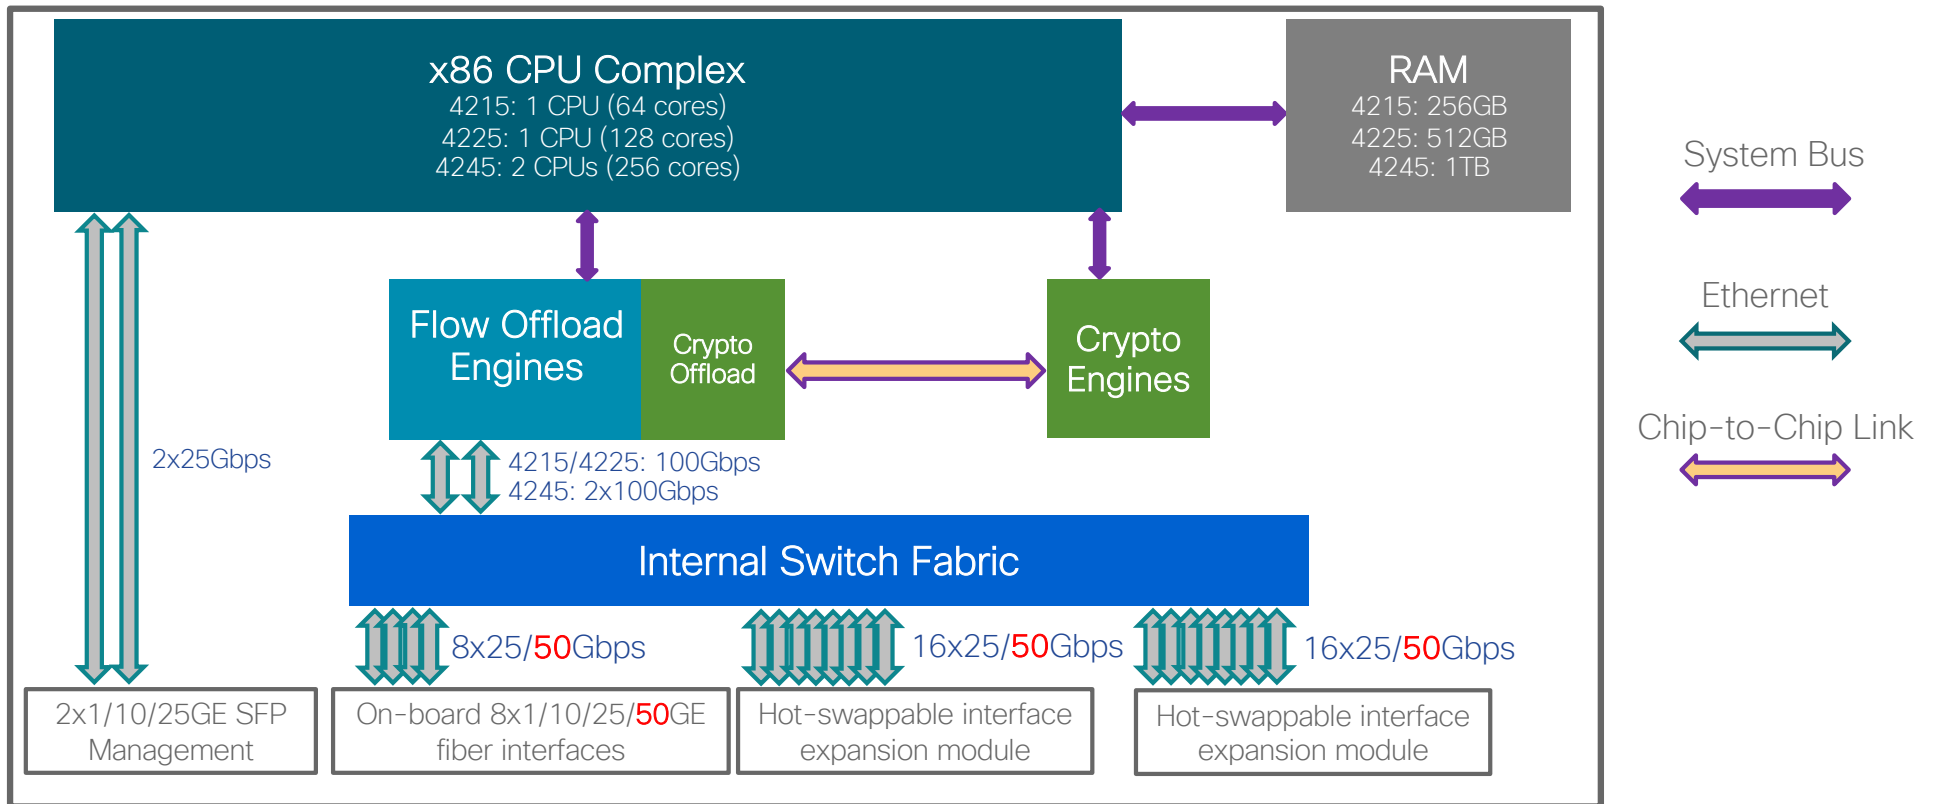 x86 CPU Complex
4215: 1 CPU (64 cores)
4225: 1 CPU (128 cores)
4245: 2 CPUs (256 cores)
RAM
4215: 256GB
4225: 512GB
4245: 1TB
System Bus
Ethernet
Chip-to-Chip Link
Flow Offload
Engines
Crypto
Offload
Crypto
Engines
2x25Gbps
4215/4225: 100Gbps
4245: 2x100Gbps
Internal Switch Fabric
8x25/50Gbps
16x25/50Gbps
16x25/50Gbps
2x1/10/25GE SFP
Management
On-board 8x1/10/25/50GE
fiber interfaces
Hot-swappable interface
expansion module
Hot-swappable interface
expansion module